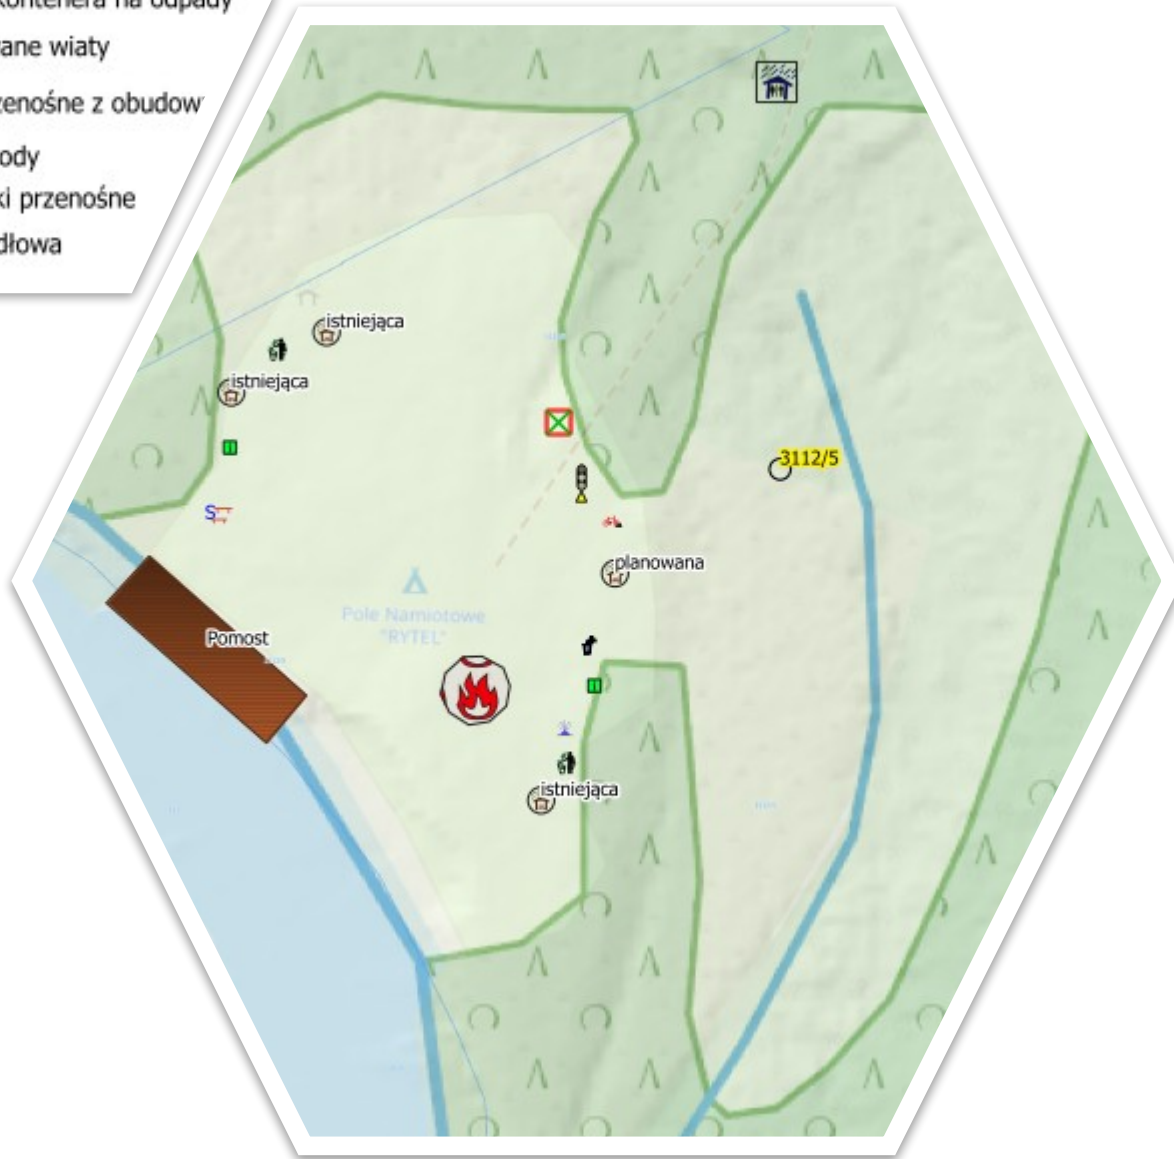 kontenera na odpady
ane wiaty
zenośne z obudow
ody
ki przenośne
dłowa
istniejąca
istniejąca
3112/5
S
planowana
Pole Namiotowe
"RYTEL"
Pomost
istniejąca